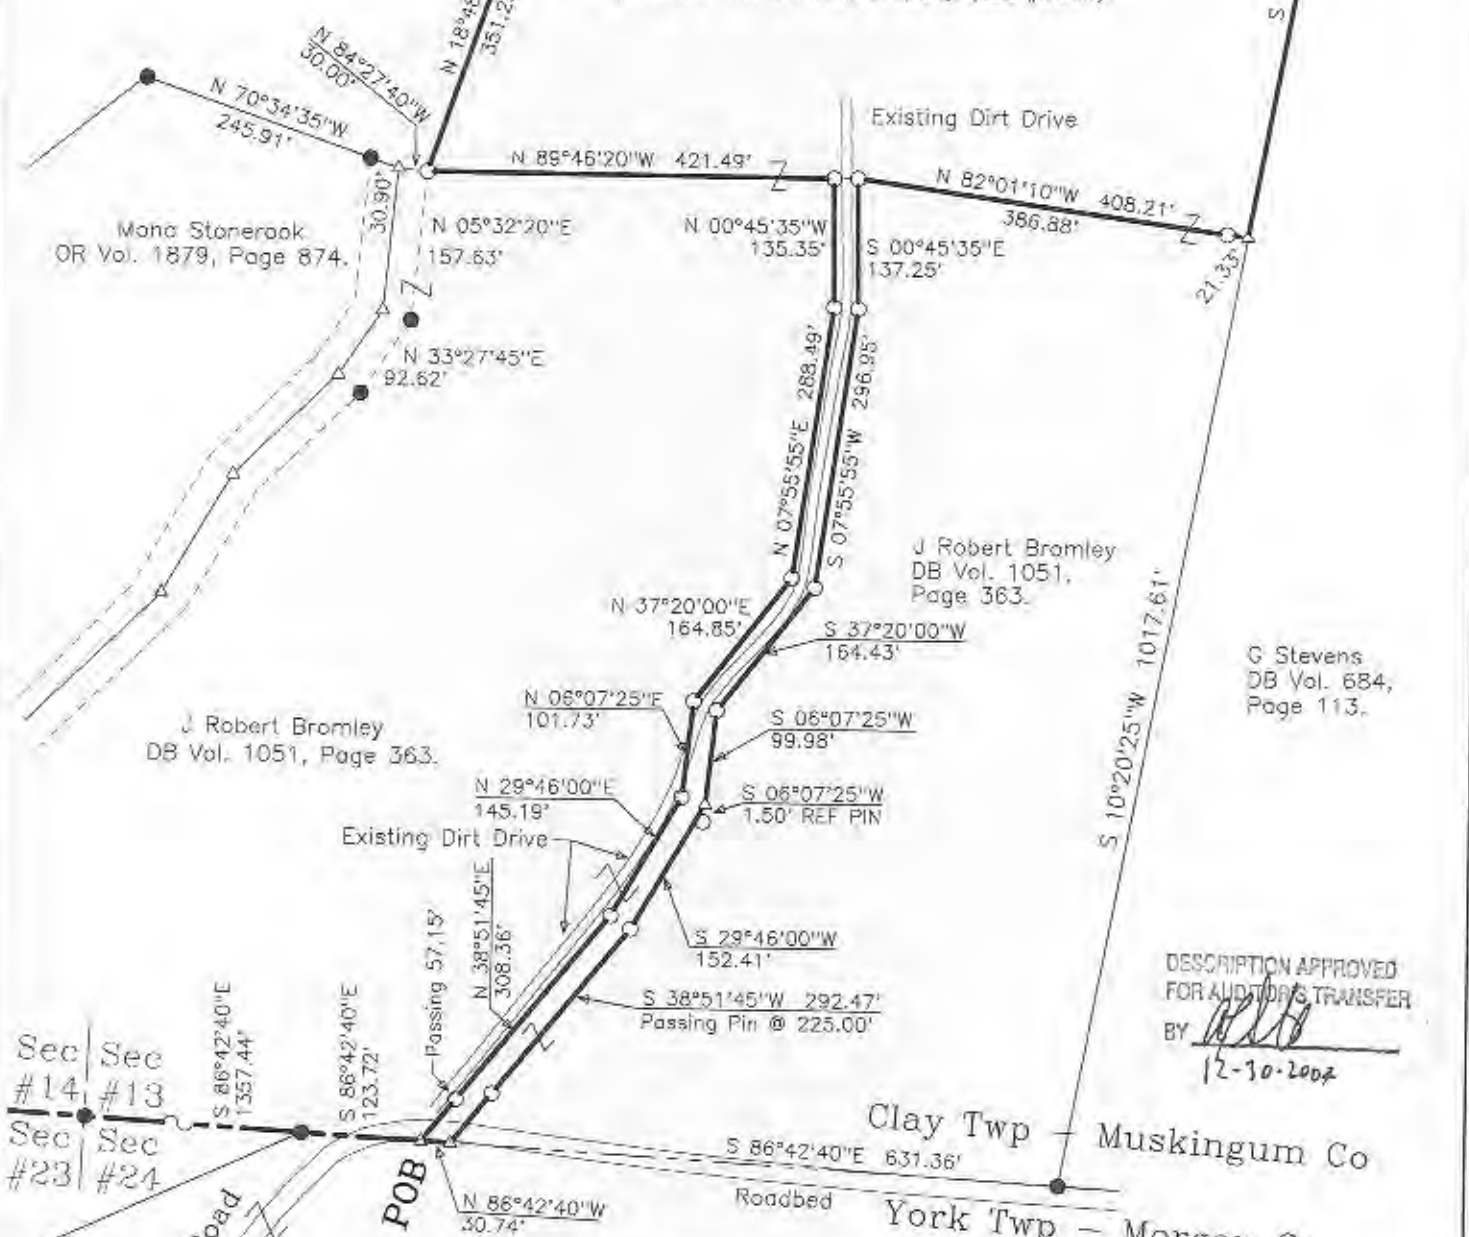 N 18°48
351.2
S
N 84°27'40"W
30.00'
N 70°34'35"W
245.91'
Existing Dirt Drive
N 89°46'20"W 421.49'
N 82°01'10"W 408.21'
386.88'
30.90'
Mona Stonerook
OR Vol. 1879, Page 874.
N 05°32'20"E
157.63'
N 00°45'35"W
135.35'
S 00°45'35"E
137.25'
21.33'
N 33°27'45"E
92.62'
N 07°55'55"E 288.49'
S 07°55'55"W 296.95'
J Robert Bromley
DB Vol. 1051,
Page 363.
N 37°20'00"E
164.85'
S 37°20'00"W
164.43'
S 10°20'25"W 1017.61'
G Stevens
DB Vol. 684,
Page 113.
N 06°07'25"E
101.73'
S 06°07'25"W
99.98'
J Robert Bromley
DB Vol. 1051, Page 363.
N 29°46'00"E
145.19'
S 06°07'25"W
1.50' REF PIN
Existing Dirt Drive
N 38°51'45"E
308.36'
Passing 57.15'
S 29°46'00"W
152.41'
S 38°51'45"W 292.47'
Passing Pin @ 225.00'
DESCRIPTION APPROVED
FOR AUDITOR'S TRANSFER
BY
12-30-2002
Sec Sec
#14 #13
Sec Sec
#23 #24
S 86°42'40"E
1357.44'
S 86°42'40"E
123.72'
Clay Twp - Muskingum Co
S 86°42'40"E 631.36'
Roadbed
York Twp - Morgan
POB
N 86°42'40"W
30.74'
oad